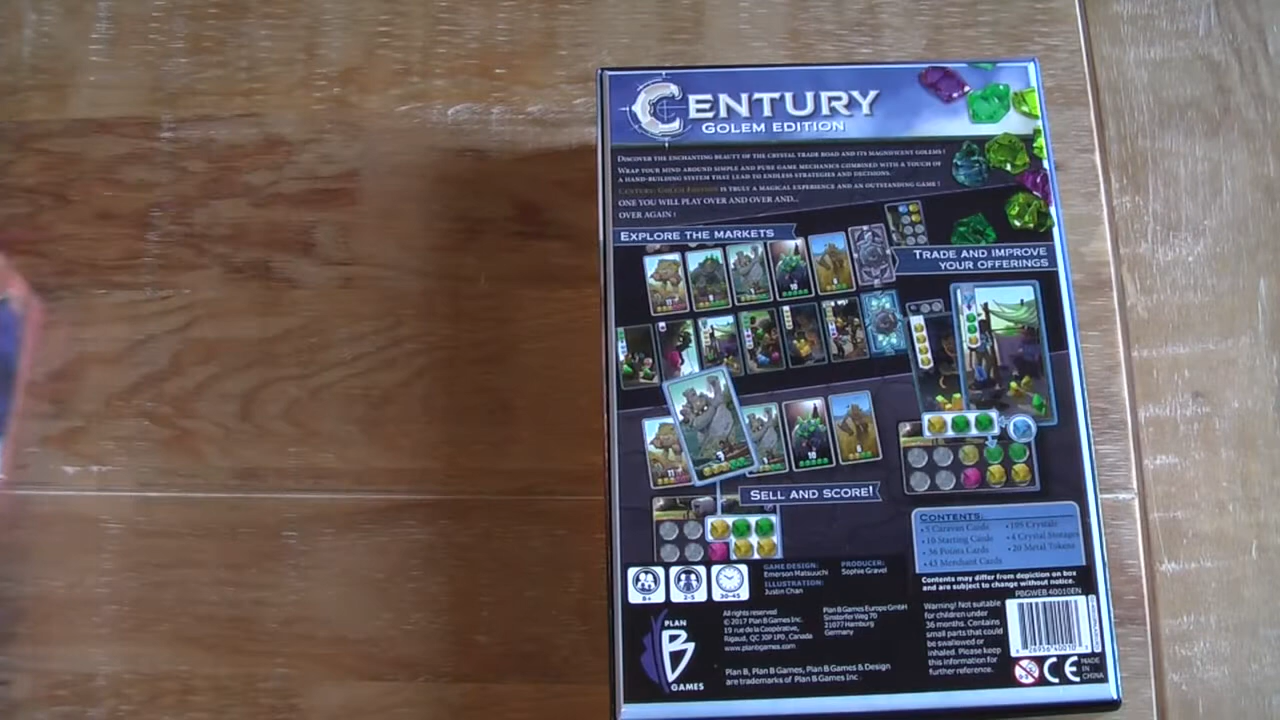 CENTURY
GOLEM EDITION
DISCOVER THE ENCHANTING BEAUTY OF THE CRYSTAL TRADE ROAD AND ITS MAGNIFICENT GOLEMS!
WRAP YOUR MIND AROUND SIMPLE AND PURE GAME MECHANICS COMBINED WITH A TOUCH OF
A HAND-BUILDING SYSTEM THAT LEAD TO ENDLESS STRATEGIES AND DECISIONS.
CENTURY: GOLEM EDITION IS TRULY A MAGICAL EXPERIENCE AND AN OUTSTANDING GAME!
ONE YOU WILL PLAY OVER AND OVER AND...
OVER AGAIN!
EXPLORE THE MARKETS
TRADE AND IMPROVE
YOUR OFFERINGS
SELL AND SCORE!
CONTENTS:
• 5 Caravan Cards
• 10 Starting Cards
• 36 Points Cards
• 43 Merchant Cards
• 105 Crystals
• 4 Crystal Storages
• 20 Metal Tokens
Contents may differ from depiction on box
and are subject to change without notice.
8+
2-5
30-45
GAME DESIGN:
Emerson Matsuuchi
ILLUSTRATION:
Justin Chan
PRODUCER:
Sophie Gravel
PLAN
B
GAMES
All rights reserved
© 2017 Plan B Games Inc.
19 rue de la Coopérative,
Rigaud, QC J0P 1P0, Canada
www.planbgames.com
Plan B Games Europe GmbH
Simsterfer Weg 70
21077 Hamburg
Germany
Plan B, Plan B Games, Plan B Games & Design
are trademarks of Plan B Games Inc
Warning! Not suitable
for children under
36 months. Contains
small parts that could
be swallowed or
inhaled. Please keep
this information for
further reference.
PBGWEB 40010EN
8 26956 40010
0-3
CE
MADE
IN
CHINA